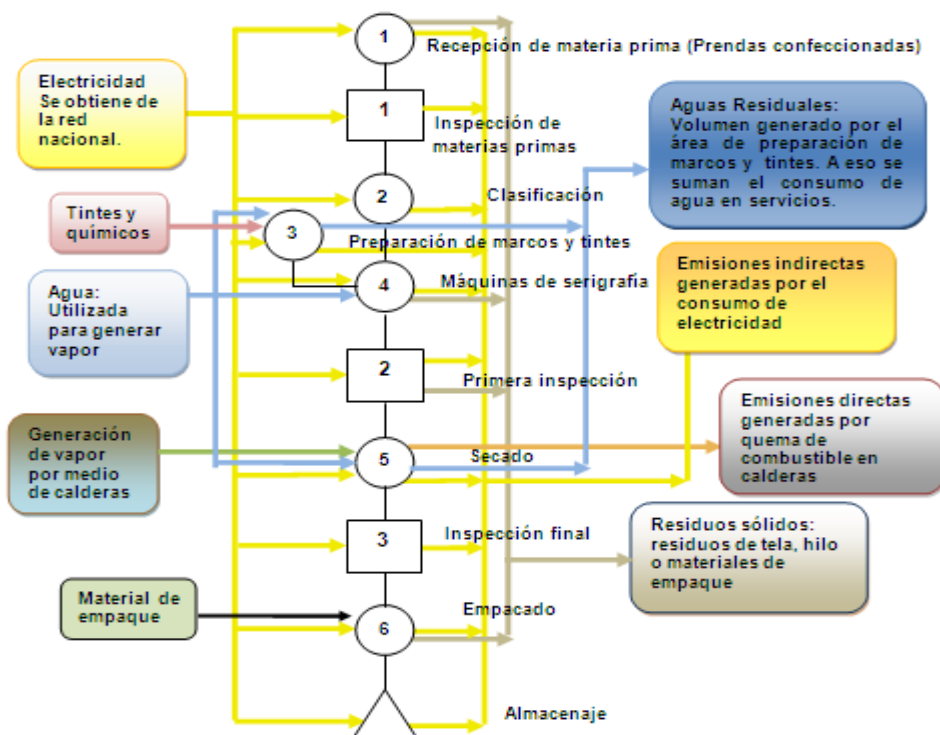 1
Recepción de materia prima (Prendas confeccionadas)
Electricidad
Se obtiene de
la red
nacional.
1
Inspección de
materias primas
Aguas Residuales:
Volumen generado por el
área de preparación de
marcos y tintes. A eso se
suman el consumo de
agua en servicios.
2
Clasificación
Tintes y
químicos
3
Preparación de marcos y tintes
4
Máquinas de serigrafía
Agua:
Utilizada
para generar
vapor
Emisiones indirectas
generadas por el
consumo de
electricidad
2
Primera inspección
Generación
de vapor
por medio
de calderas
5
Secado
Emisiones directas
generadas por
quema de
combustible en
calderas
3
Inspección final
Residuos sólidos:
residuos de tela, hilo
o materiales de
empaque
Material de
empaque
6
Empacado
Almacenaje